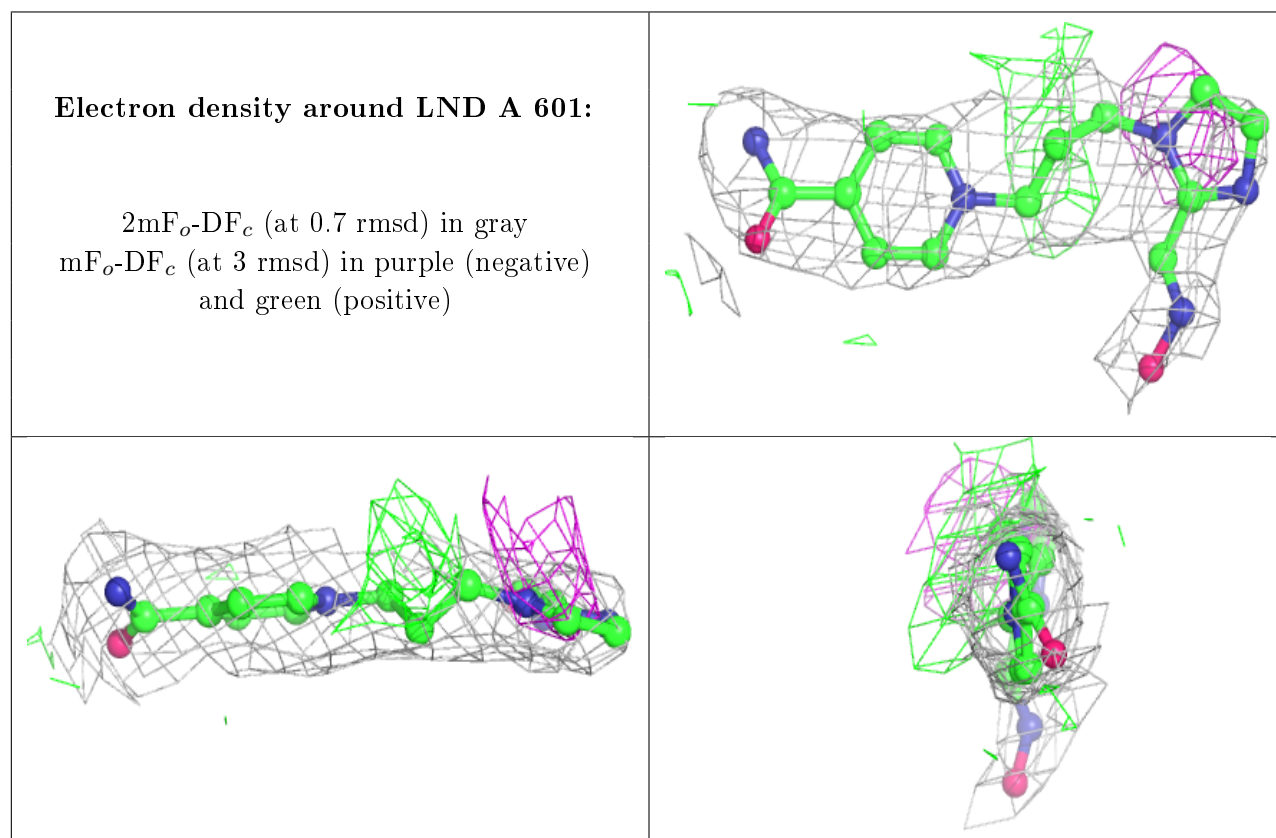 Electron density around LND A 601:
2mFₒ-DF𝒸 (at 0.7 rmsd) in gray
mFₒ-DF𝒸 (at 3 rmsd) in purple (negative)
and green (positive)